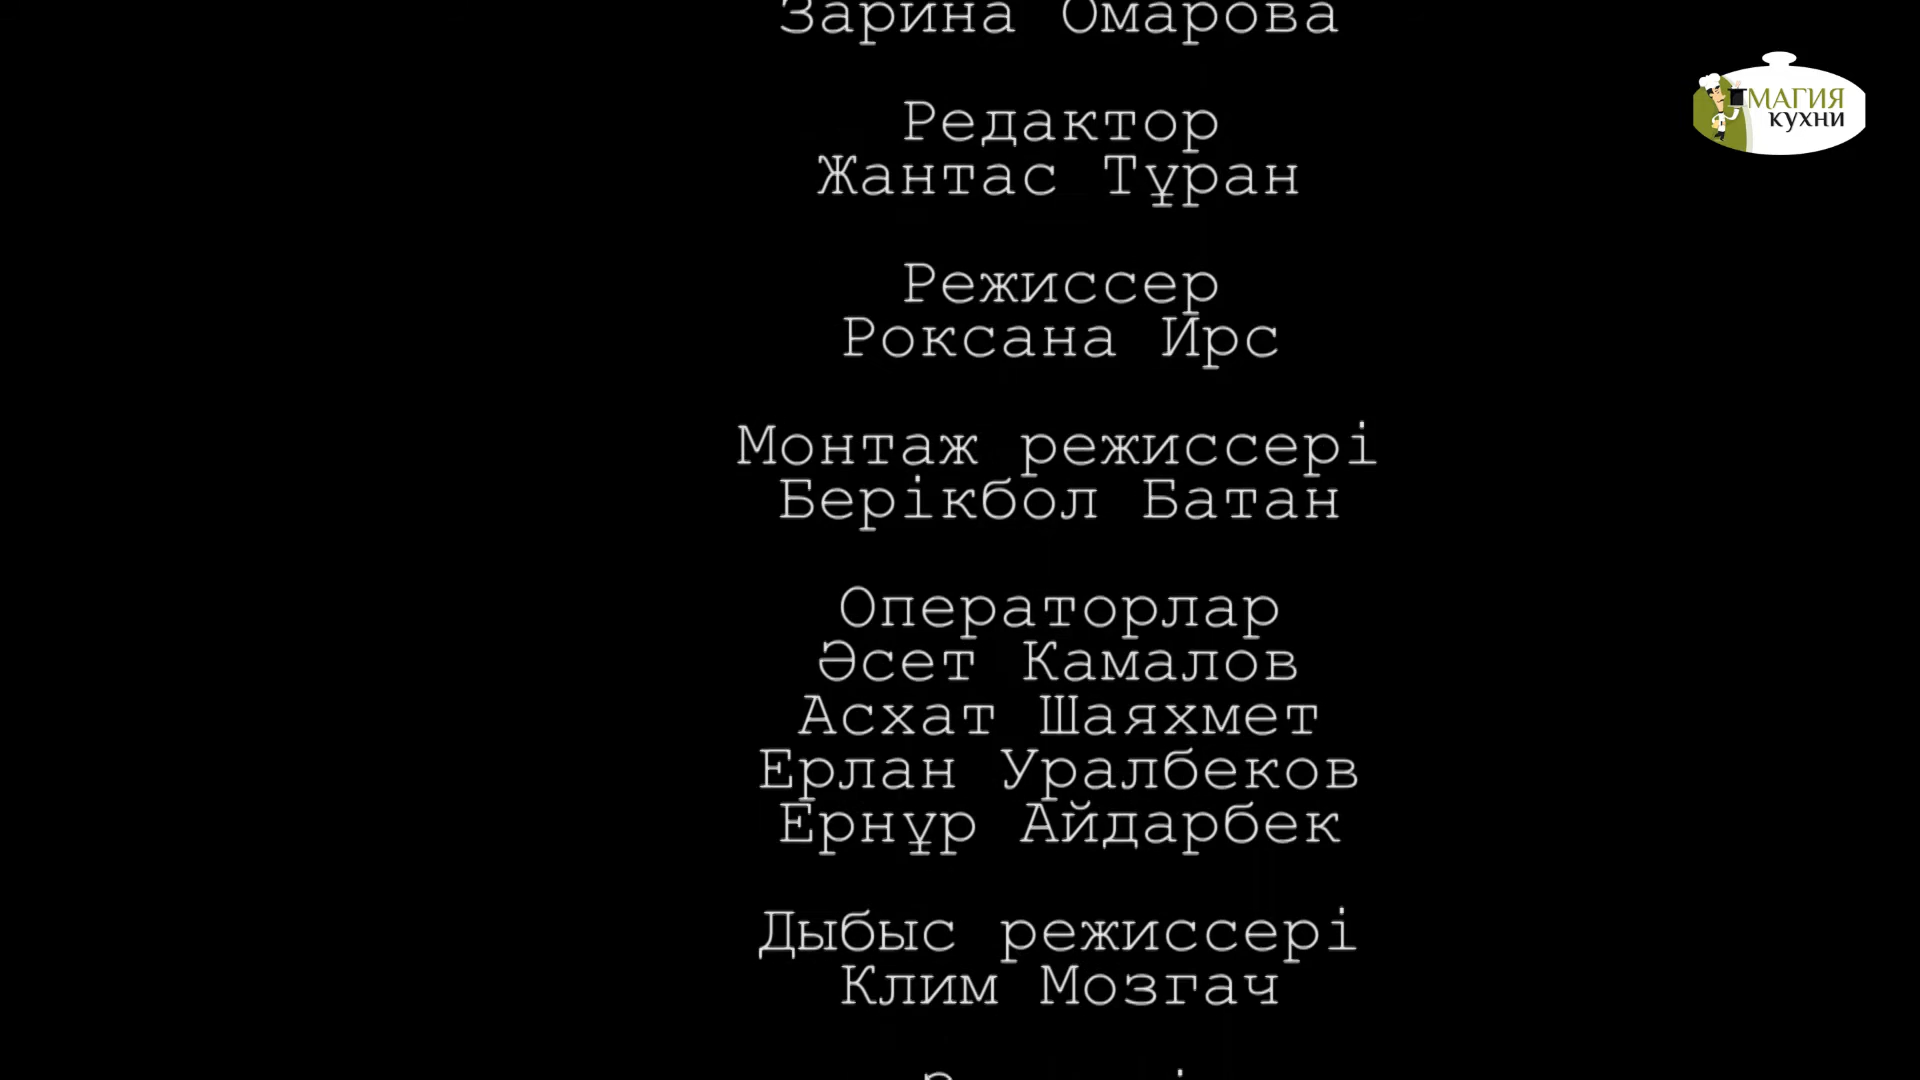 Зарина Омарова
МАГИЯ
кухни
Редактор
Жантас Тұран
Режиссер
Роксана Ирс
Монтаж режиссері
Берікбол Батан
Операторлар
Әсет Камалов
Асхат Шаяхмет
Ерлан Уралбеков
Ернұр Айдарбек
Дыбыс режиссері
Клим Мозгач